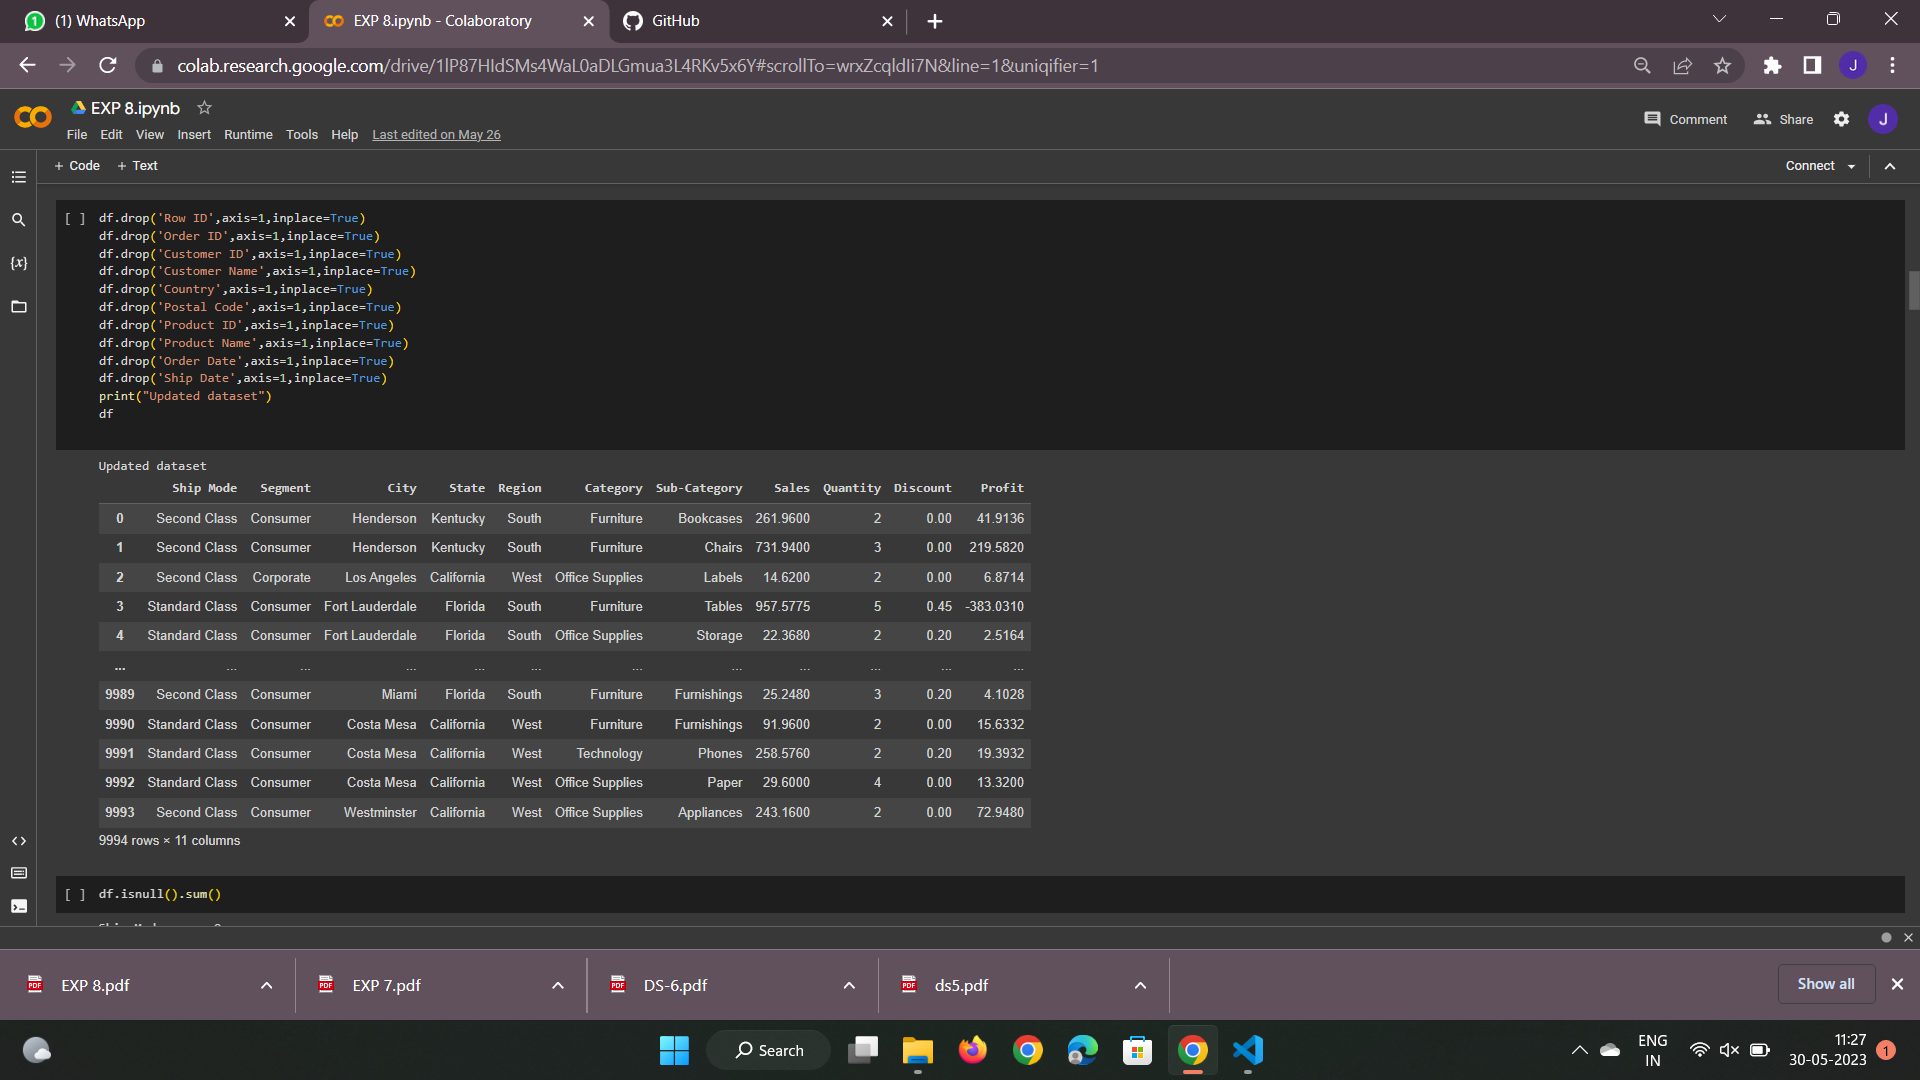 (1) WhatsApp
EXP 8.ipynb - Colaboratory
GitHub
colab.research.google.com/drive/1lP87HIdSMs4WaL0aDLGmua3L4RKv5x6Y#scrollTo=wrxZcqldIi7N&line=1&uniqifier=1
J
EXP 8.ipynb
File Edit View Insert Runtime Tools Help Last edited on May 26
Comment Share J
+ Code + Text
Connect
[ ] df.drop('Row ID',axis=1,inplace=True)
df.drop('Order ID',axis=1,inplace=True)
df.drop('Customer ID',axis=1,inplace=True)
df.drop('Customer Name',axis=1,inplace=True)
df.drop('Country',axis=1,inplace=True)
df.drop('Postal Code',axis=1,inplace=True)
df.drop('Product ID',axis=1,inplace=True)
df.drop('Product Name',axis=1,inplace=True)
df.drop('Order Date',axis=1,inplace=True)
df.drop('Ship Date',axis=1,inplace=True)
print("Updated dataset")
df
Updated dataset
Ship Mode Segment City State Region Category Sub-Category Sales Quantity Discount Profit
0 Second Class Consumer Henderson Kentucky South Furniture Bookcases 261.9600 2 0.00 41.9136
1 Second Class Consumer Henderson Kentucky South Furniture Chairs 731.9400 3 0.00 219.5820
2 Second Class Corporate Los Angeles California West Office Supplies Labels 14.6200 2 0.00 6.8714
3 Standard Class Consumer Fort Lauderdale Florida South Furniture Tables 957.5775 5 0.45 -383.0310
4 Standard Class Consumer Fort Lauderdale Florida South Office Supplies Storage 22.3680 2 0.20 2.5164
... ... ... ... ... ... ... ... ... ... ... ...
9989 Second Class Consumer Miami Florida South Furniture Furnishings 25.2480 3 0.20 4.1028
9990 Standard Class Consumer Costa Mesa California West Furniture Furnishings 91.9600 2 0.00 15.6332
9991 Standard Class Consumer Costa Mesa California West Technology Phones 258.5760 2 0.20 19.3932
9992 Standard Class Consumer Costa Mesa California West Office Supplies Paper 29.6000 4 0.00 13.3200
9993 Second Class Consumer Westminster California West Office Supplies Appliances 243.1600 2 0.00 72.9480
9994 rows × 11 columns
[ ] df.isnull().sum()
EXP 8.pdf
EXP 7.pdf
DS-6.pdf
ds5.pdf
Show all
Search
ENG
IN
11:27
30-05-2023
1